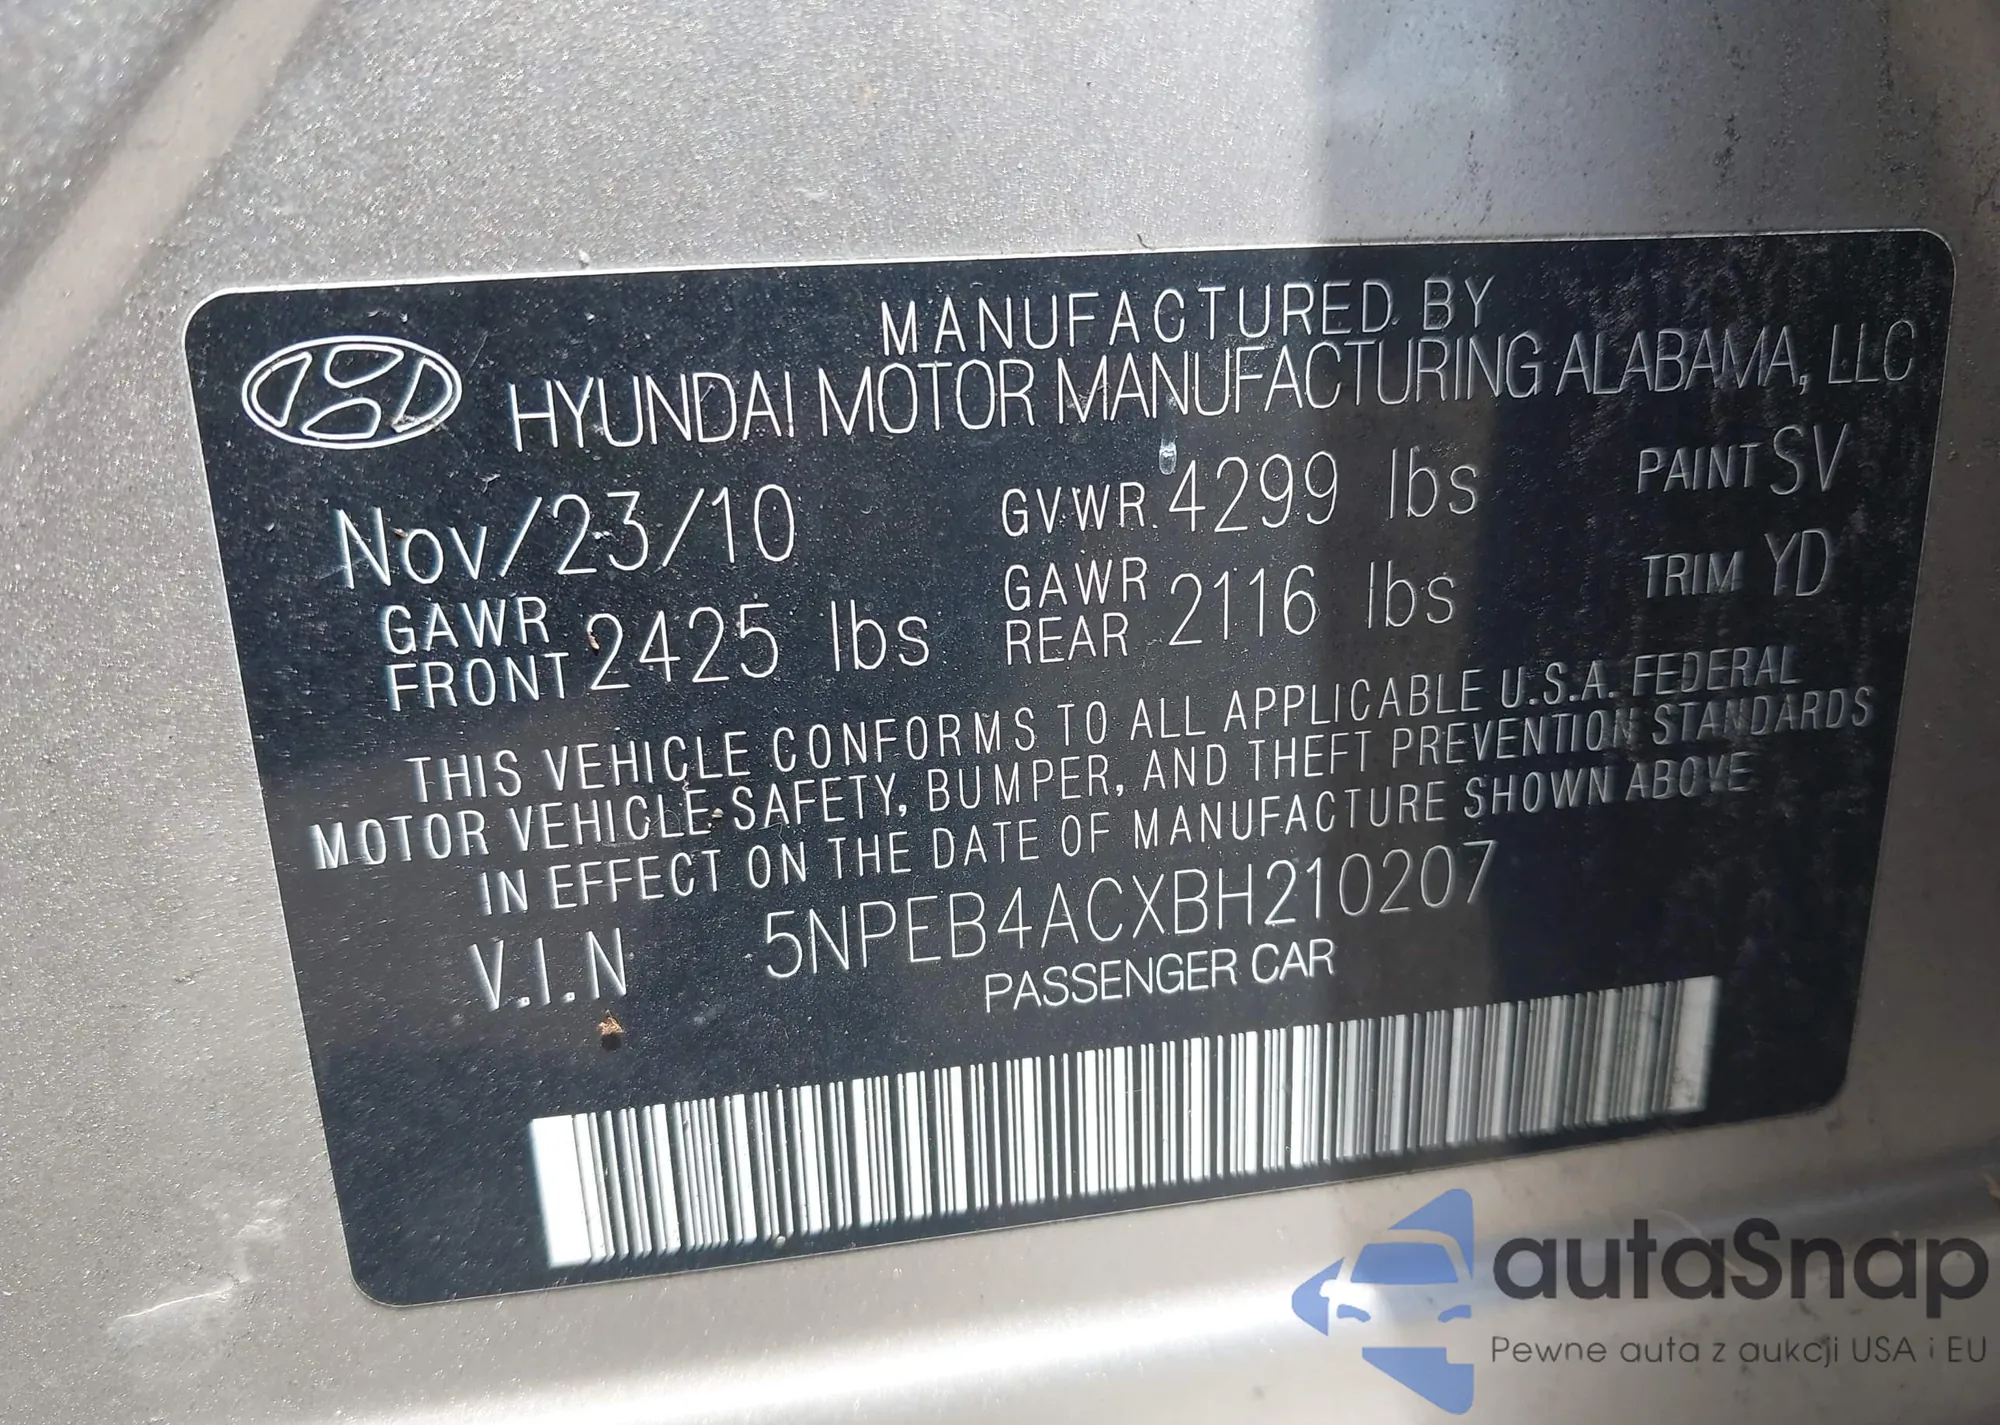 MANUFACTURED BY
HYUNDAI MOTOR MANUFACTURING ALABAMA, LLC
Nov/23/10 GVWR 4299 lbs PAINT SV
GAWR FRONT 2425 lbs GAWR REAR 2116 lbs TRIM YD
THIS VEHICLE CONFORMS TO ALL APPLICABLE U.S.A. FEDERAL
MOTOR VEHICLE SAFETY, BUMPER, AND THEFT PREVENTION STANDARDS
IN EFFECT ON THE DATE OF MANUFACTURE SHOWN ABOVE
V.I.N 5NPEB4ACXBH210207
PASSENGER CAR
autaSnap
Pewne auta z aukcji USA i EU